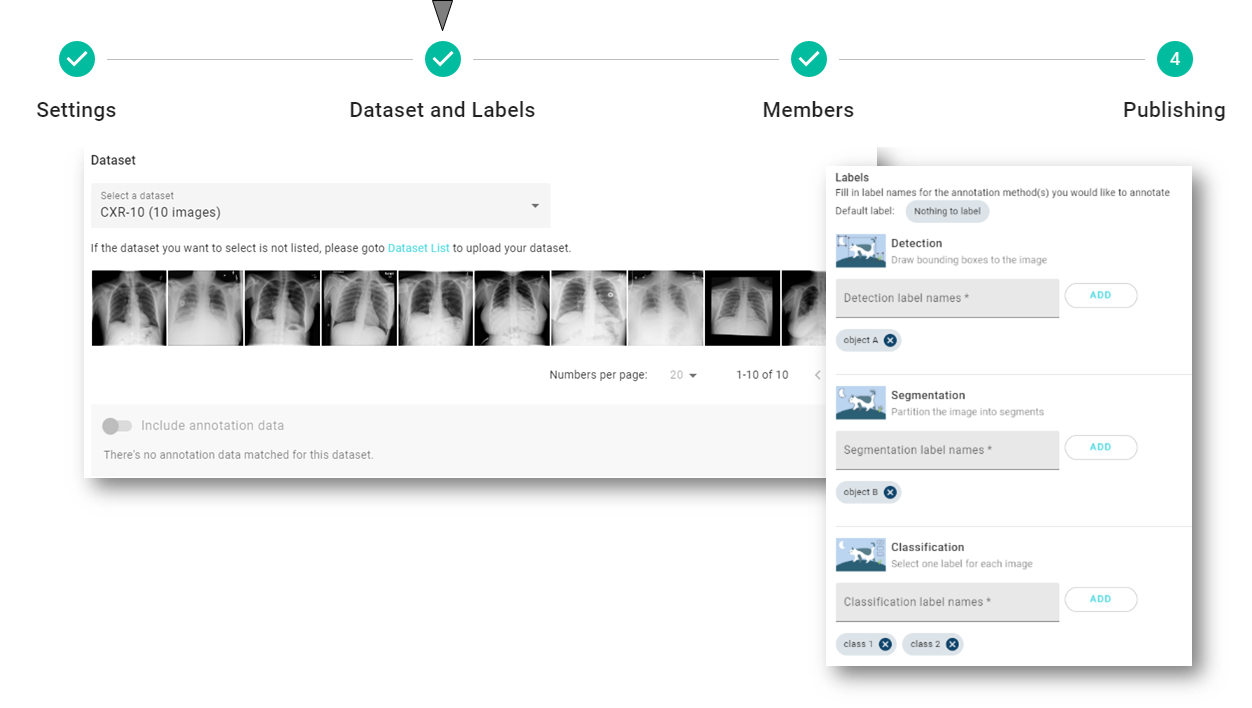 4
Settings
Dataset and Labels
Members
Publishing
Dataset
Select a dataset
CXR-10 (10 images)
If the dataset you want to select is not listed, please goto Dataset List to upload your dataset.
Numbers per page: 20 1-10 of 10
Include annotation data
There's no annotation data matched for this dataset.
Labels
Fill in label names for the annotation method(s) you would like to annotate
Default label: Nothing to label
Detection
Draw bounding boxes to the image
Detection label names *
ADD
object A
Segmentation
Partition the image into segments
Segmentation label names *
ADD
object B
Classification
Select one label for each image
Classification label names *
ADD
class 1 class 2